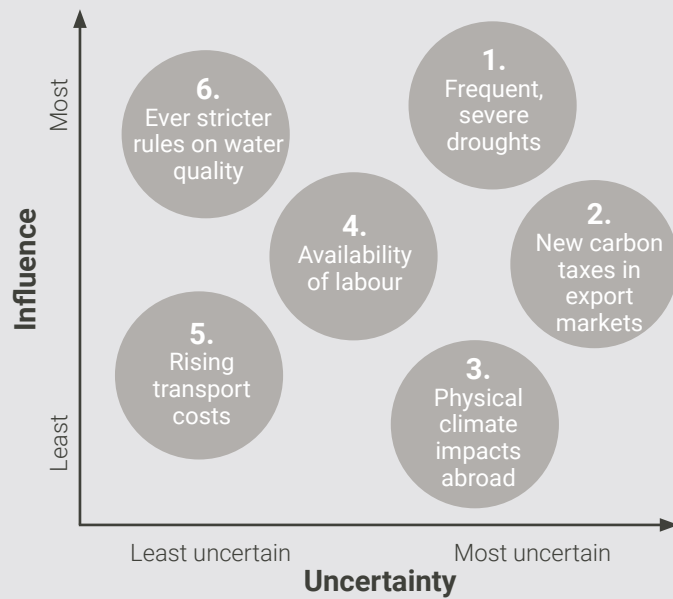 Most
Influence
Least
6.
Ever stricter
rules on water
quality
1.
Frequent,
severe
droughts
4.
Availability
of labour
2.
New carbon
taxes in
export
markets
5.
Rising
transport
costs
3.
Physical
climate
impacts
abroad
Least uncertain
Most uncertain
Uncertainty